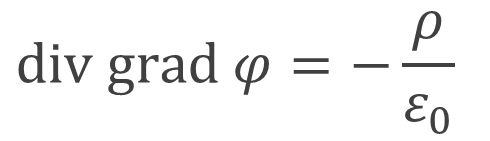 div grad φ = − ρ/ε₀